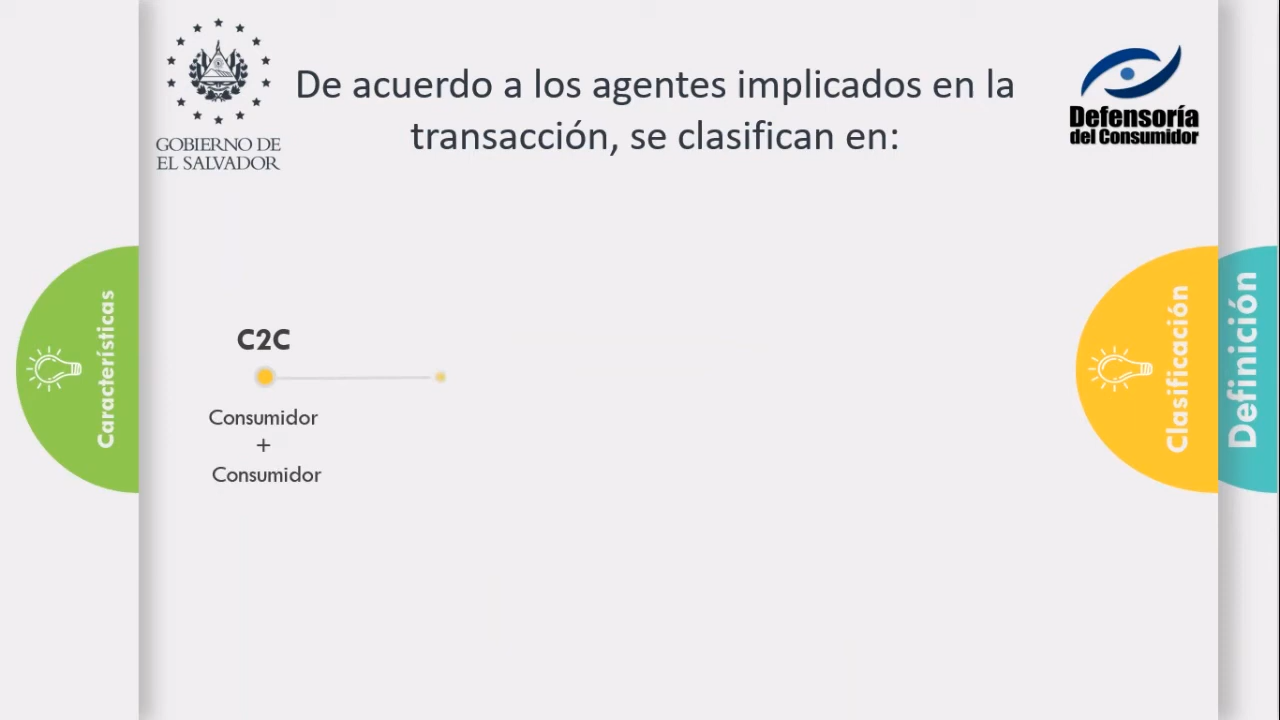 De acuerdo a los agentes implicados en la
transacción, se clasifican en:
GOBIERNO DE
EL SALVADOR
Defensoría
del Consumidor
Características
C2C
Consumidor
+
Consumidor
Clasificación
Definición